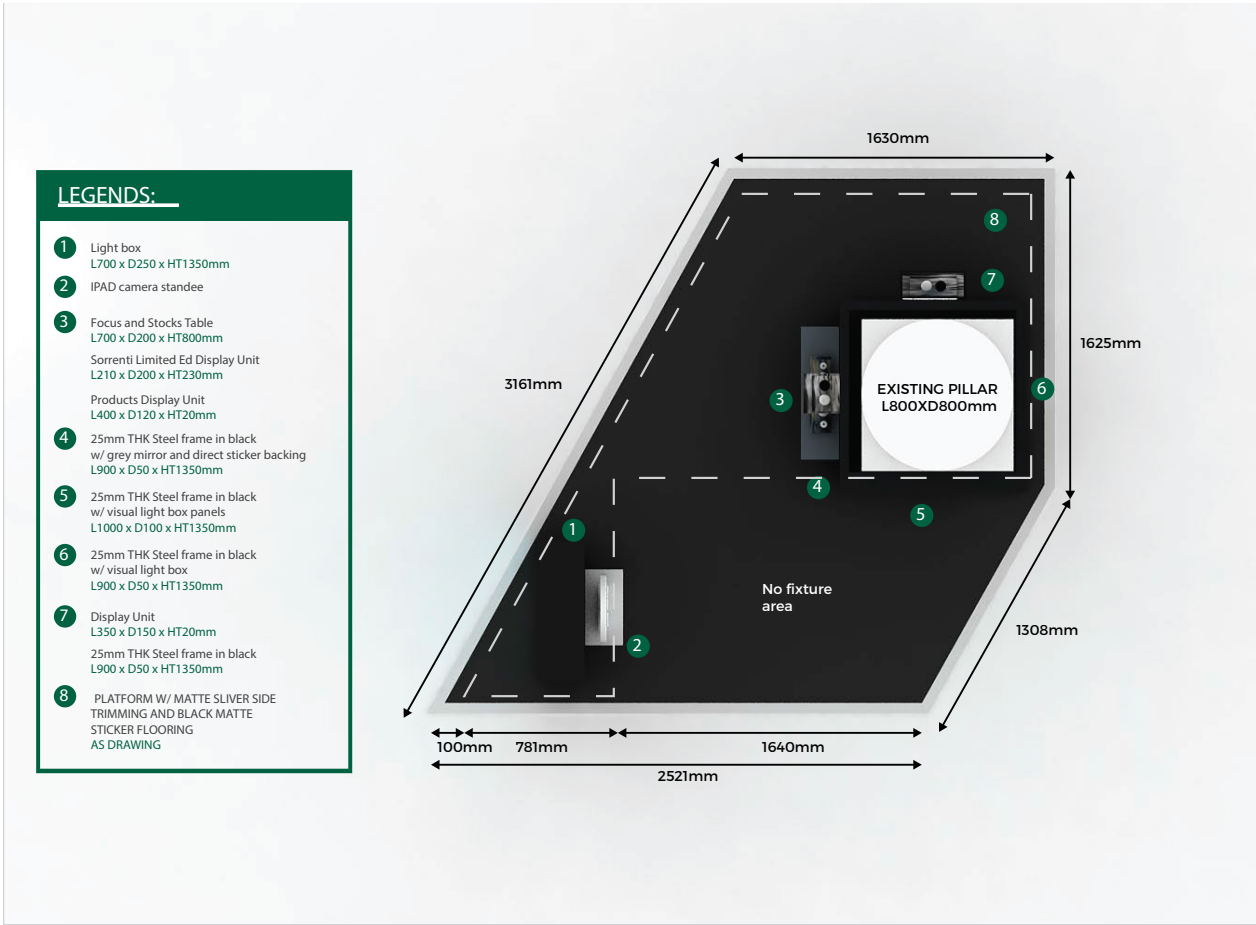 LEGENDS:
1
Light box
L700 x D250 x HT1350mm
2
IPAD camera standee
3
Focus and Stocks Table
L700 x D200 x HT800mm
Sorrenti Limited Ed Display Unit
L210 x D200 x HT230mm
Products Display Unit
L400 x D120 x HT20mm
4
25mm THK Steel frame in black
w/ grey mirror and direct sticker backing
L900 x D50 x HT1350mm
5
25mm THK Steel frame in black
w/ visual light box panels
L1000 x D100 x HT1350mm
6
25mm THK Steel frame in black
w/ visual light box
L900 x D50 x HT1350mm
7
Display Unit
L350 x D150 x HT20mm
25mm THK Steel frame in black
L900 x D50 x HT1350mm
8
PLATFORM W/ MATTE SLIVER SIDE
TRIMMING AND BLACK MATTE
STICKER FLOORING
AS DRAWING
1630mm
8
7
1625mm
3161mm
EXISTING PILLAR
L800XD800mm
6
3
4
5
1
No fixture
area
2
1308mm
100mm
781mm
1640mm
2521mm